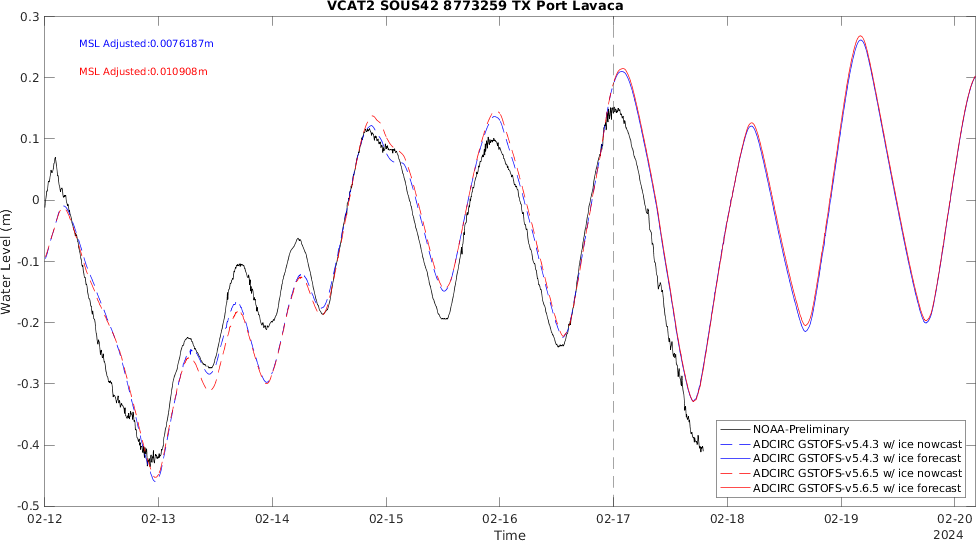 VCAT2 SOUS42 8773259 TX Port Lavaca
MSL Adjusted:0.0076187m
MSL Adjusted:0.010908m
0.3
0.2
0.1
0
-0.1
-0.2
-0.3
-0.4
-0.5
Water Level (m)
NOAA-Preliminary
ADCIRC GSTOFS-v5.4.3 w/ ice nowcast
ADCIRC GSTOFS-v5.4.3 w/ ice forecast
ADCIRC GSTOFS-v5.6.5 w/ ice nowcast
ADCIRC GSTOFS-v5.6.5 w/ ice forecast
02-12 02-13 02-14 02-15 02-16 02-17 02-18 02-19 02-20
Time
2024